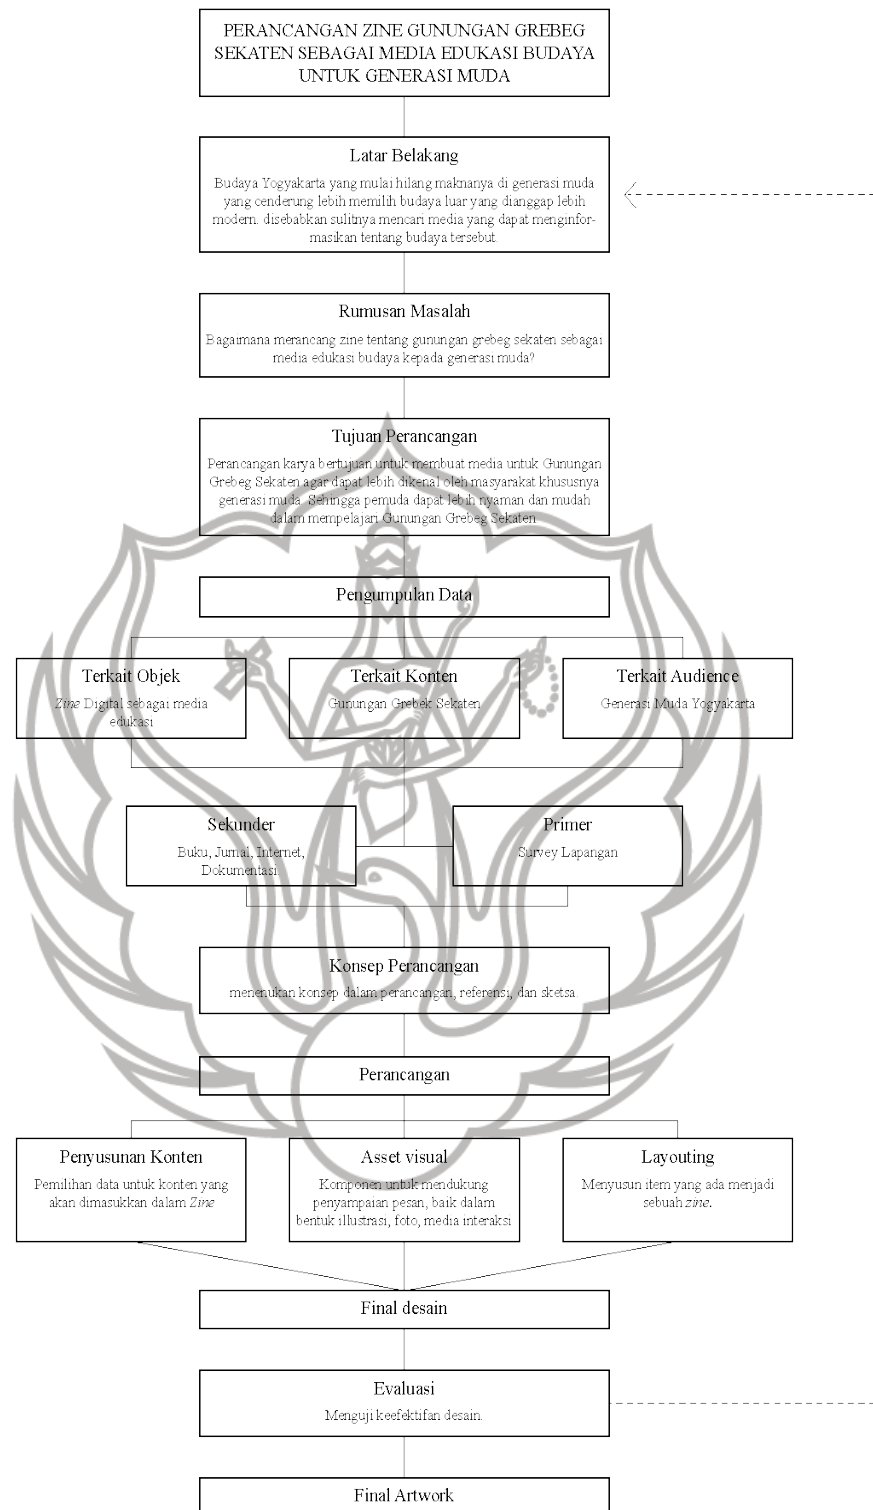 PERANCANGAN ZINE GUNUNGAN GREBEG
SEKATEN SEBAGAI MEDIA EDUKASI BUDAYA
UNTUK GENERASI MUDA
Latar Belakang
Budaya Yogyakarta yang mulai hilang maknanya di generasi muda
yang cenderung lebih memilih budaya luar yang dianggap lebih
modern. disebabkan sulitnya mencari media yang dapat menginfor-
masikan tentang budaya tersebut.
Rumusan Masalah
Bagaimana merancang zine tentang gunungan grebeg sekaten sebagai
media edukasi budaya kepada generasi muda?
Tujuan Perancangan
Perancangan karya bertujuan untuk membuat media untuk Gunungan
Grebeg Sekaten agar dapat lebih dikenal oleh masyarakat khususnya
generasi muda. Sehingga pemuda dapat lebih nyaman dan mudah
dalam mempelajari Gunungan Grebeg Sekaten
Pengumpulan Data
Terkait Objek
Zine Digital sebagai media
edukasi
Terkait Konten
Gunungan Grebek Sekaten
Terkait Audience
Generasi Muda Yogyakarta
Sekunder
Buku, Jurnal, Internet,
Dokumentasi
Primer
Survey Lapangan
Konsep Perancangan
menenukan konsep dalam perancangan, referensi, dan sketsa.
Perancangan
Penyusunan Konten
Pemilihan data untuk konten yang
akan dimasukkan dalam Zine
Asset visual
Komponen untuk mendukung
penyampaian pesan, baik dalam
bentuk illustrasi, foto, media interaksi
Layouting
Menyusun item yang ada menjadi
sebuah zine.
Final desain
Evaluasi
Menguji keefektifan desain.
Final Artwork